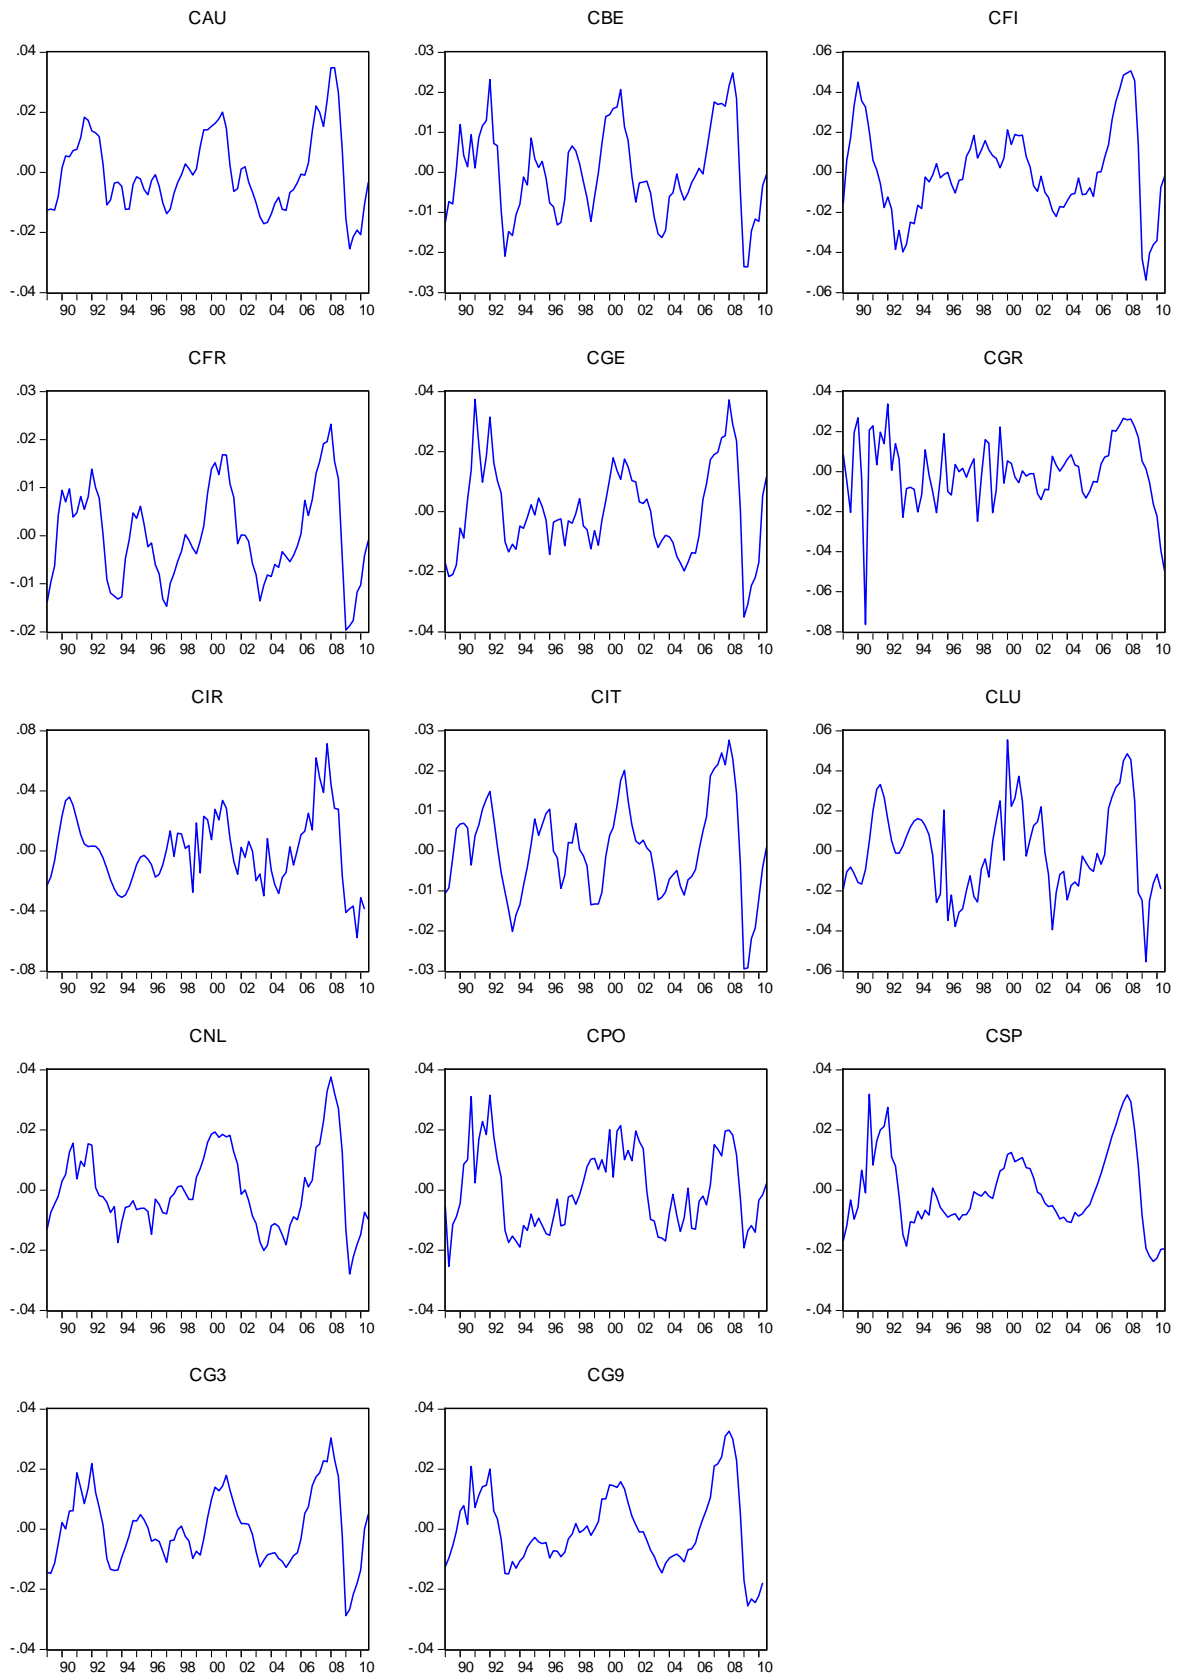 CAU CBE CFI
.04 .03 .06
.02 .02 .04
.01 .02
.00 .00 .00
-.01 -.02
-.02 -.02 -.04
-.04 -.03 -.06
90 92 94 96 98 00 02 04 06 08 10 90 92 94 96 98 00 02 04 06 08 10 90 92 94 96 98 00 02 04 06 08 10
CFR CGE CGR
.03 .04 .04
.02 .02 .02
.01 .00 .00
.00 -.02 -.02
-.01 -.04 -.04
-.02 -.06
-.08
90 92 94 96 98 00 02 04 06 08 10 90 92 94 96 98 00 02 04 06 08 10 90 92 94 96 98 00 02 04 06 08 10
CIR CIT CLU
.08 .03 .06
.02 .04
.04 .01 .02
.00 .00 .00
-.04 -.01 -.02
-.02 -.04
-.08 -.03 -.06
90 92 94 96 98 00 02 04 06 08 10 90 92 94 96 98 00 02 04 06 08 10 90 92 94 96 98 00 02 04 06 08 10
CNL CPO CSP
.04 .04 .04
.02 .02 .02
.00 .00 .00
-.02 -.02 -.02
-.04 -.04 -.04
90 92 94 96 98 00 02 04 06 08 10 90 92 94 96 98 00 02 04 06 08 10 90 92 94 96 98 00 02 04 06 08 10
CG3 CG9
.04 .04
.02 .02
.00 .00
-.02 -.02
-.04 -.04
90 92 94 96 98 00 02 04 06 08 10 90 92 94 96 98 00 02 04 06 08 10